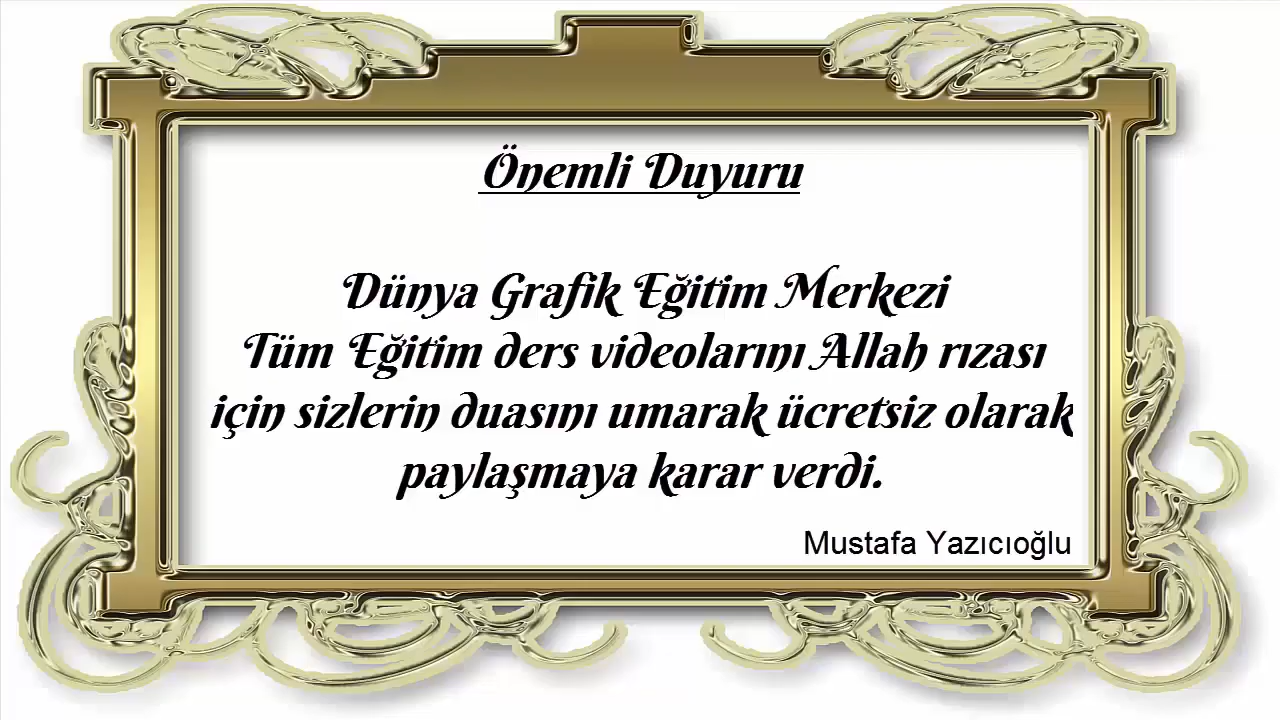 Önemli Duyuru
Dünya Grafik Eğitim Merkezi
Tüm Eğitim ders videolarını Allah rızası
için sizlerin duasını umarak ücretsiz olarak
paylaşmaya karar verdi.
Mustafa Yazıcıoğlu